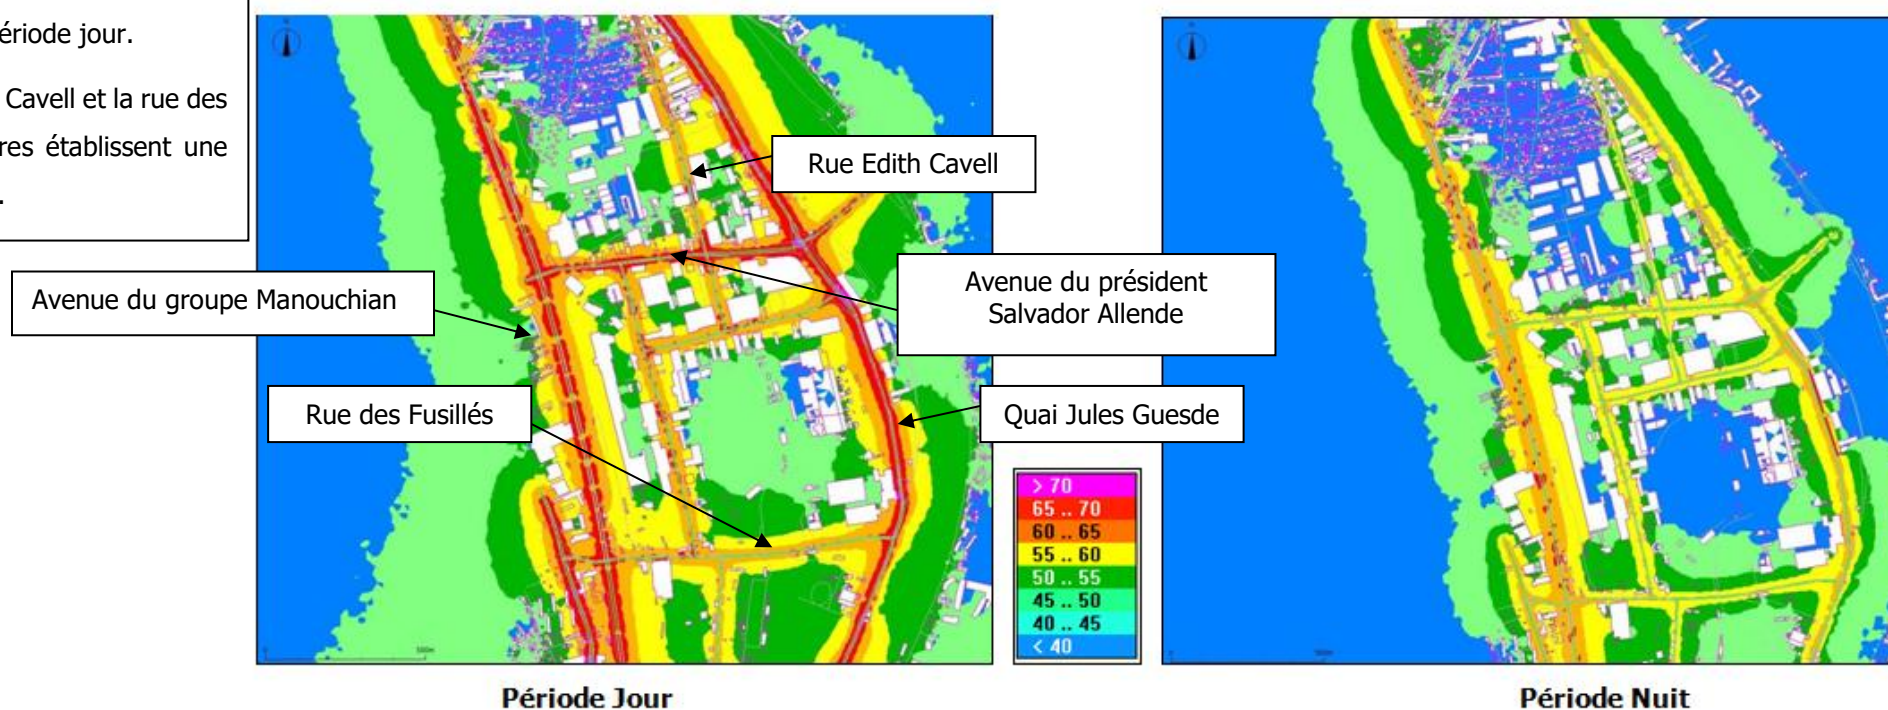 ériode jour.
Cavell et la rue des
res établissent une
.
Rue Edith Cavell
Avenue du président
Salvador Allende
Avenue du groupe Manouchian
Rue des Fusillés
Quai Jules Guesde
> 70
65 .. 70
60 .. 65
55 .. 60
50 .. 55
45 .. 50
40 .. 45
< 40
Période Jour
Période Nuit